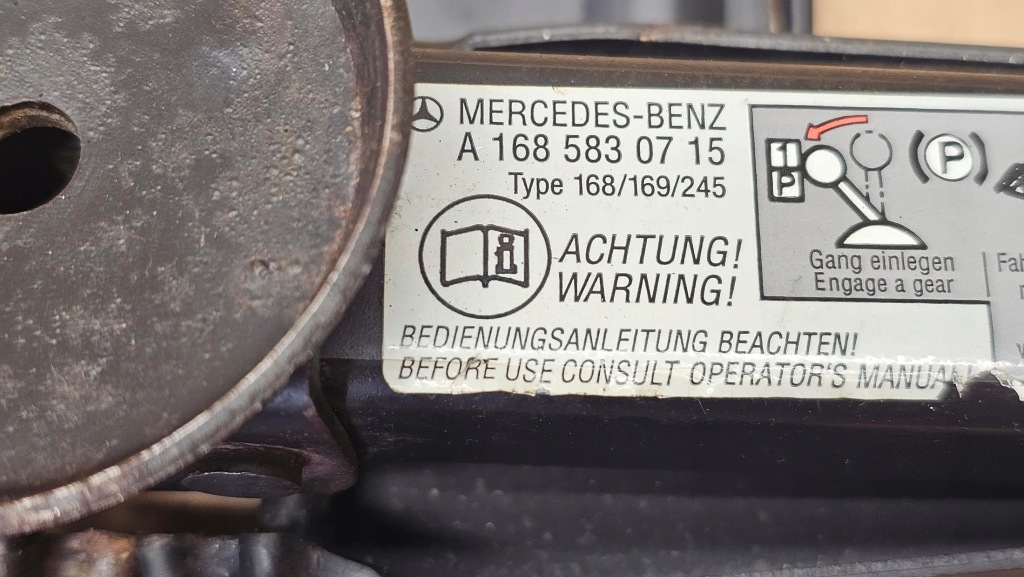 MERCEDES-BENZ
A 168 583 07 15
Type 168/169/245
ACHTUNG!
WARNING!
BEDIENUNGSANLEITUNG BEACHTEN!
BEFORE USE CONSULT OPERATOR'S MANUAL!
1
P
P
Gang einlegen
Engage a gear